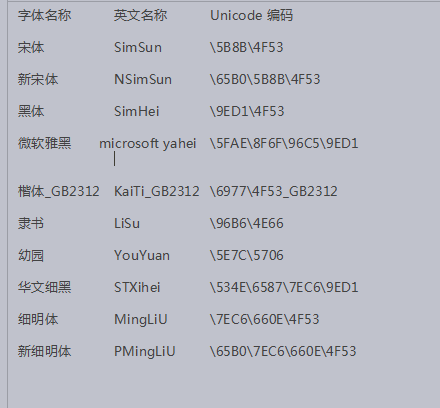 字体名称 英文名称 Unicode 编码
宋体 SimSun \5B8B\4F53
新宋体 NSimSun \65B0\5B8B\4F53
黑体 SimHei \9ED1\4F53
微软雅黑 microsoft yahei \5FAE\8F6F\96C5\9ED1
楷体_GB2312 KaiTi_GB2312 \6977\4F53_GB2312
隶书 LiSu \96B6\4E66
幼园 YouYuan \5E7C\5706
华文细黑 STXihei \534E\6587\7EC6\9ED1
细明体 MingLiU \7EC6\660E\4F53
新细明体 PMingLiU \65B0\7EC6\660E\4F53